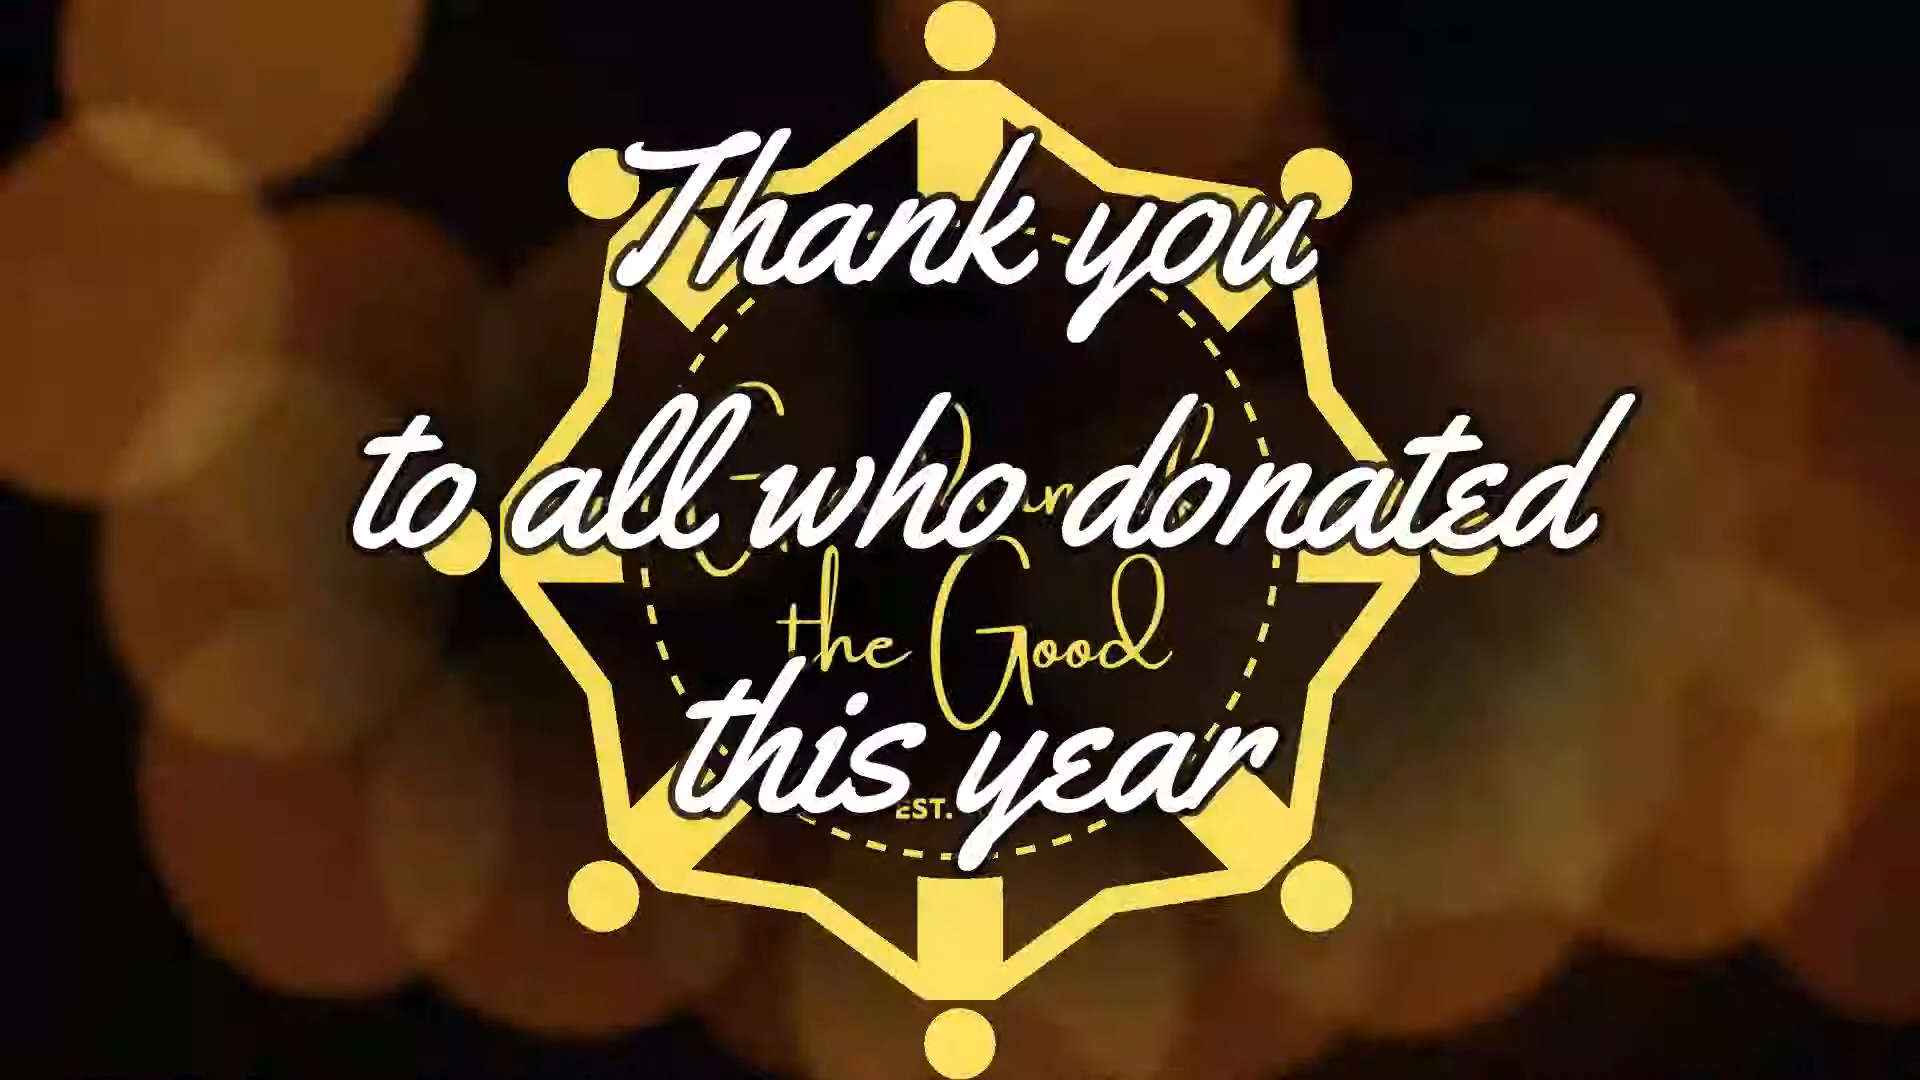 Thank you
to all who donated
the Good
this year
EST.